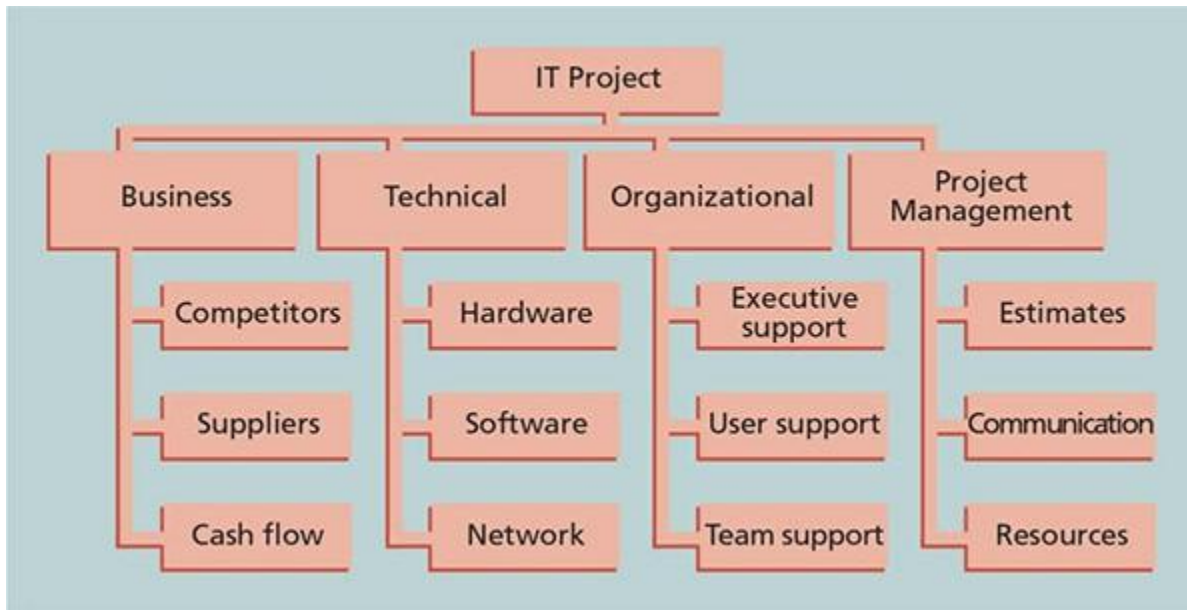 IT Project
Business
Technical
Organizational
Project
Management
Competitors
Hardware
Executive
support
Estimates
Suppliers
Software
User support
Communication
Cash flow
Network
Team support
Resources